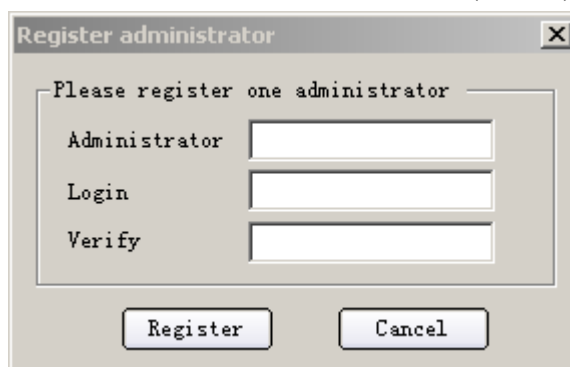 Register administrator
Please register one administrator
Administrator
Login
Verify
Register Cancel